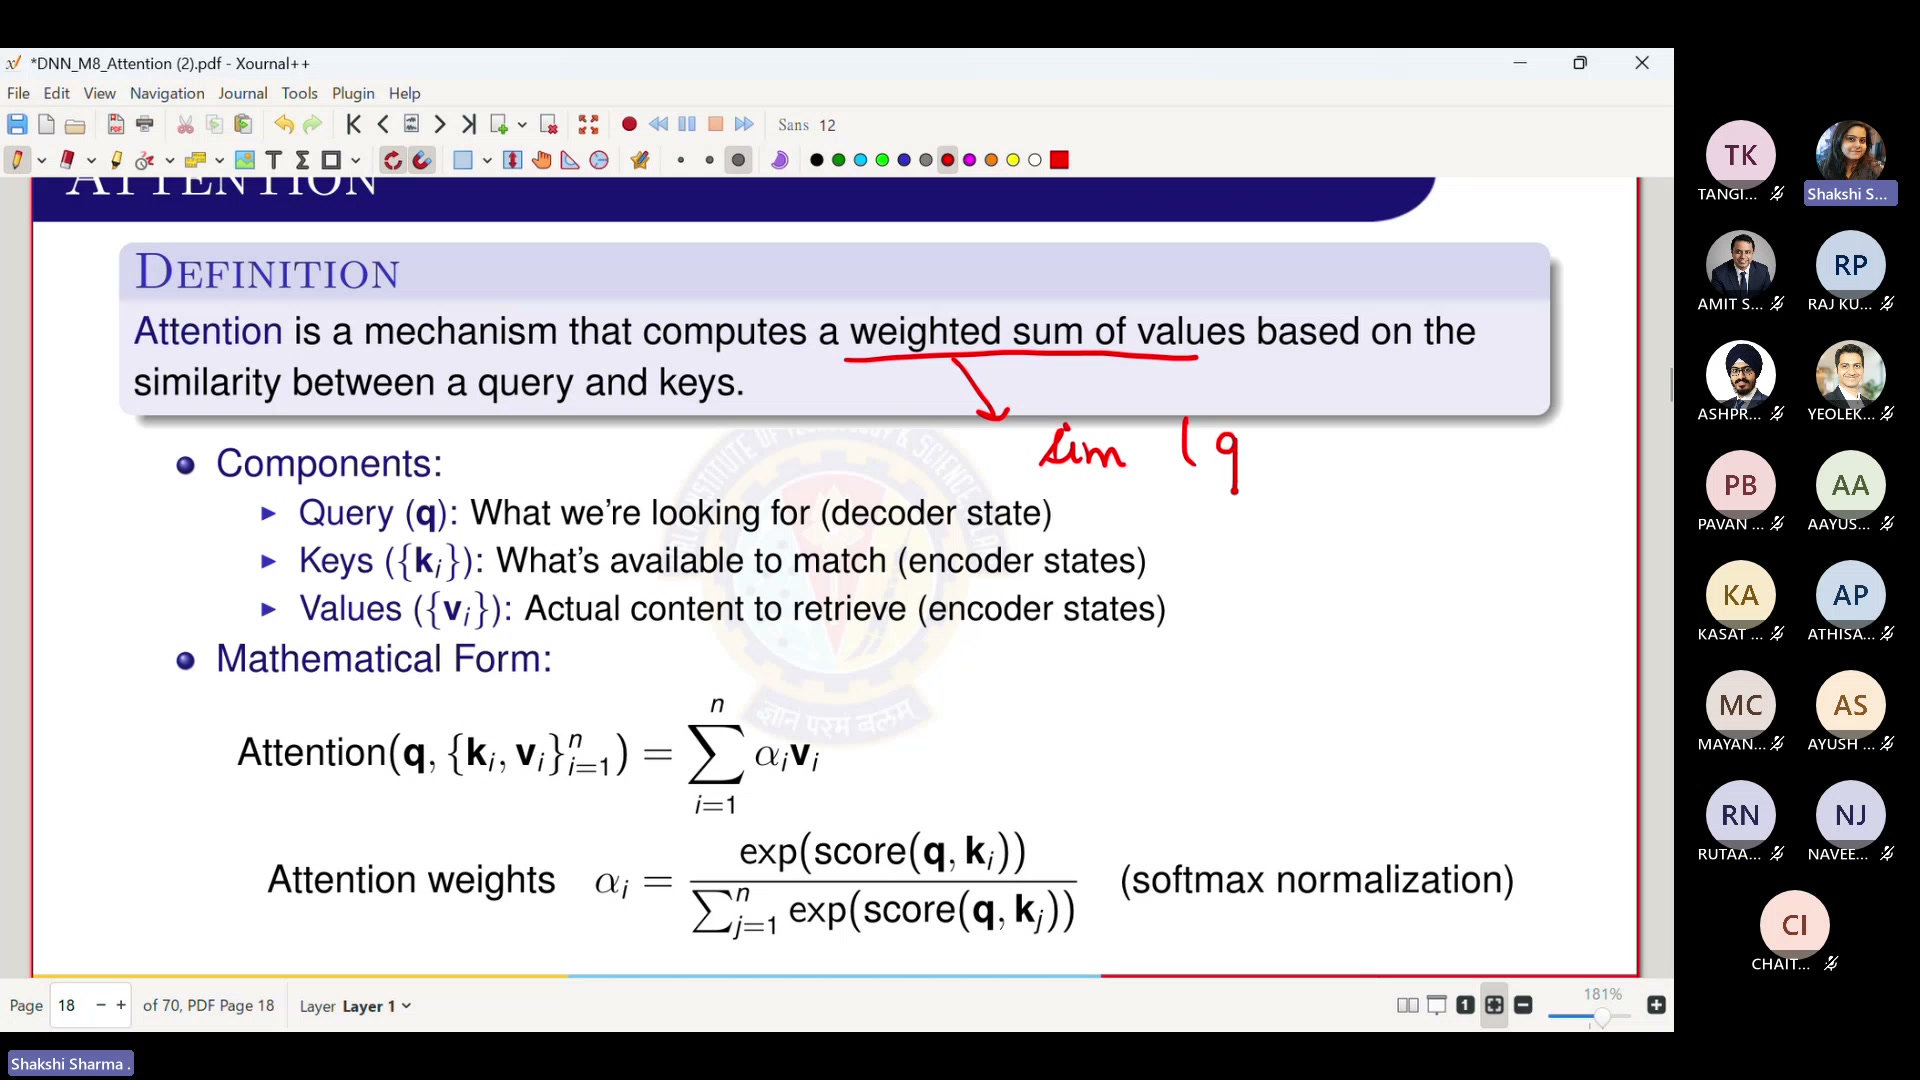 *DNN_M8_Attention (2).pdf - Xournal++
File Edit View Navigation Journal Tools Plugin Help
Sans 12
ATTENTION
DEFINITION
Attention is a mechanism that computes a weighted sum of values based on the
similarity between a query and keys.
sim ( q
Components:
Query (q): What we're looking for (decoder state)
Keys ({k_i}): What's available to match (encoder states)
Values ({v_i}): Actual content to retrieve (encoder states)
Mathematical Form:
Attention(q, {k_i, v_i}_{i=1}^n) = ∑_{i=1}^n α_i v_i
Attention weights α_i = exp(score(q, k_i)) / ∑_{j=1}^n exp(score(q, k_j)) (softmax normalization)
ज्ञानं परमं बलम्
Page 18 − + of 70, PDF Page 18 Layer Layer 1
181%
TK
TANGI...
Shakshi S...
AMIT S...
RP
RAJ KU...
ASHPR...
YEOLEK...
PB
PAVAN ...
AA
AAYUS...
KA
KASAT ...
AP
ATHISA...
MC
MAYAN...
AS
AYUSH ...
RN
RUTAA...
NJ
NAVEE...
CI
CHAIT...
Shakshi Sharma .